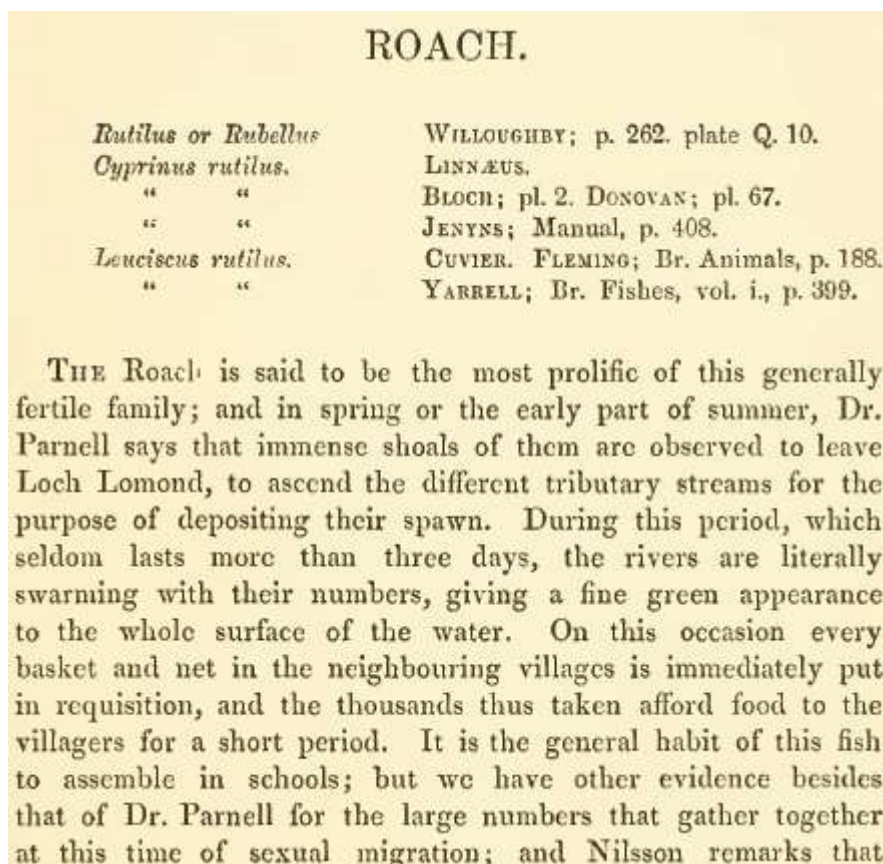 ROACH.
Rutilus or Rubellus WILLOUGHBY; p. 262. plate Q. 10.
Cyprinus rutilus. LINNÆUS.
“ “ BLOCH; pl. 2. DONOVAN; pl. 67.
“ “ JENYNS; Manual, p. 408.
Leuciscus rutilus. CUVIER. FLEMING; Br. Animals, p. 188.
“ “ YARRELL; Br. Fishes, vol. i., p. 399.
THE Roach is said to be the most prolific of this generally
fertile family; and in spring or the early part of summer, Dr.
Parnell says that immense shoals of them are observed to leave
Loch Lomond, to ascend the different tributary streams for the
purpose of depositing their spawn. During this period, which
seldom lasts more than three days, the rivers are literally
swarming with their numbers, giving a fine green appearance
to the whole surface of the water. On this occasion every
basket and net in the neighbouring villages is immediately put
in requisition, and the thousands thus taken afford food to the
villagers for a short period. It is the general habit of this fish
to assemble in schools; but we have other evidence besides
that of Dr. Parnell for the large numbers that gather together
at this time of sexual migration; and Nilsson remarks that